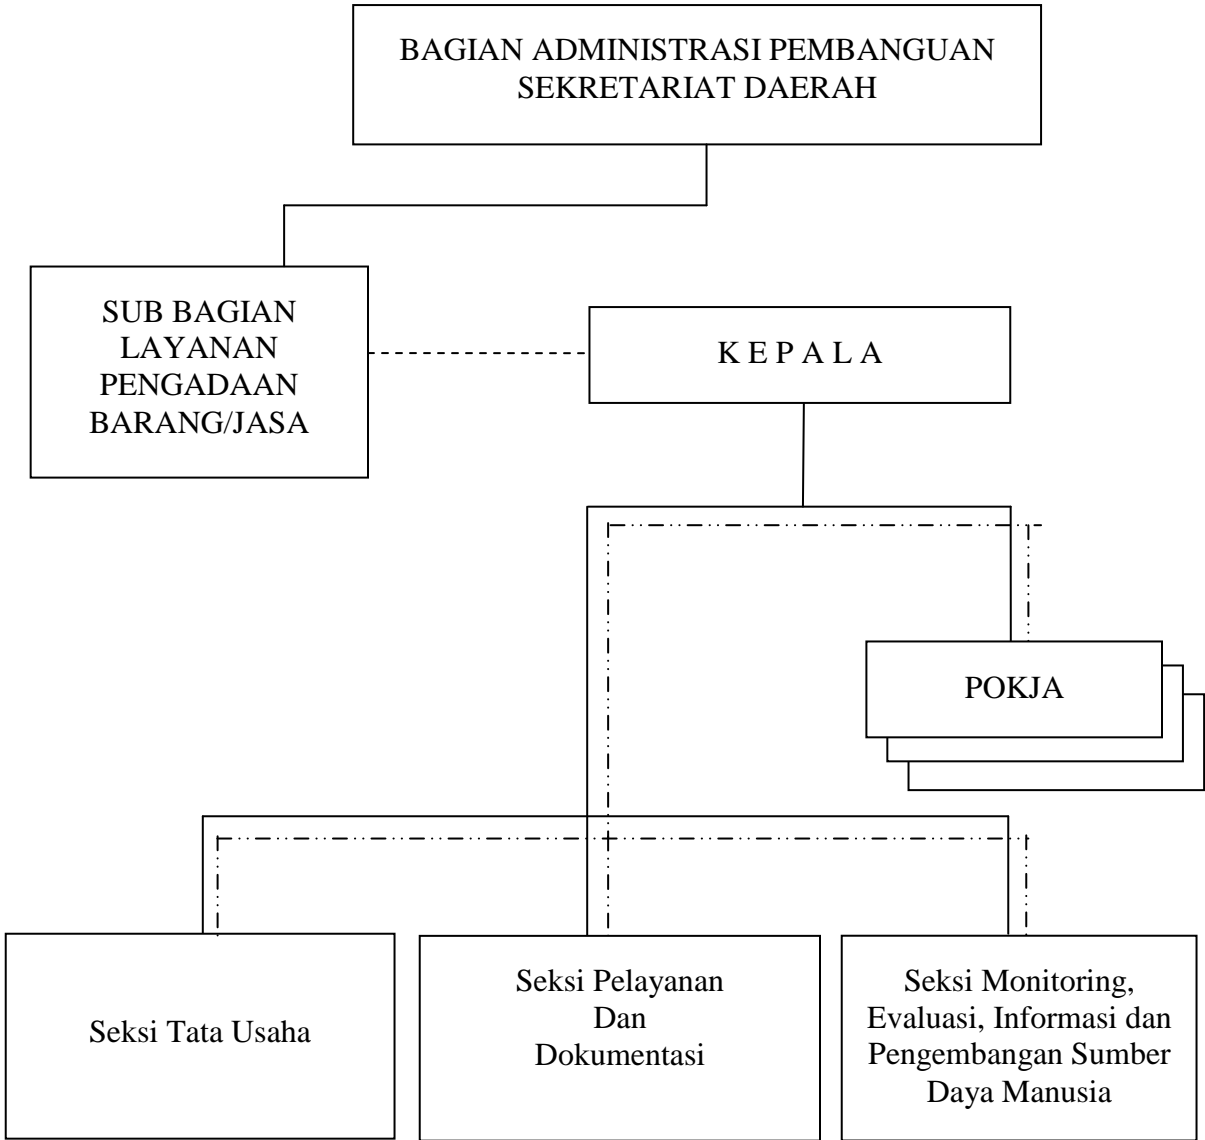 BAGIAN ADMINISTRASI PEMBANGUAN
SEKRETARIAT DAERAH
SUB BAGIAN
LAYANAN
PENGADAAN
BARANG/JASA
K E P A L A
POKJA
Seksi Tata Usaha
Seksi Pelayanan
Dan
Dokumentasi
Seksi Monitoring,
Evaluasi, Informasi dan
Pengembangan Sumber
Daya Manusia